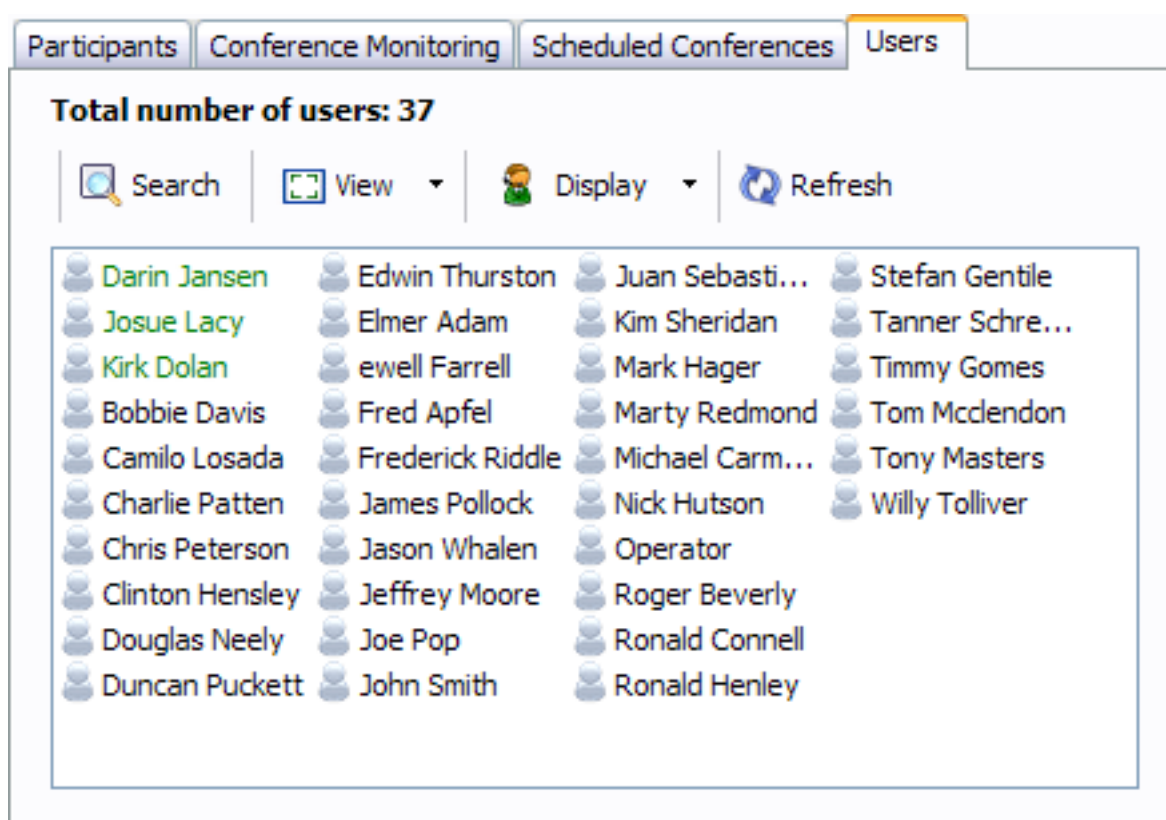 Participants Conference Monitoring Scheduled Conferences Users
Total number of users: 37
Search View Display Refresh
Darin Jansen Edwin Thurston Juan Sebasti... Stefan Gentile
Josue Lacy Elmer Adam Kim Sheridan Tanner Schre...
Kirk Dolan ewell Farrell Mark Hager Timmy Gomes
Bobbie Davis Fred Apfel Marty Redmond Tom Mcclendon
Camilo Losada Frederick Riddle Michael Carm... Tony Masters
Charlie Patten James Pollock Nick Hutson Willy Tolliver
Chris Peterson Jason Whalen Operator
Clinton Hensley Jeffrey Moore Roger Beverly
Douglas Neely Joe Pop Ronald Connell
Duncan Puckett John Smith Ronald Henley